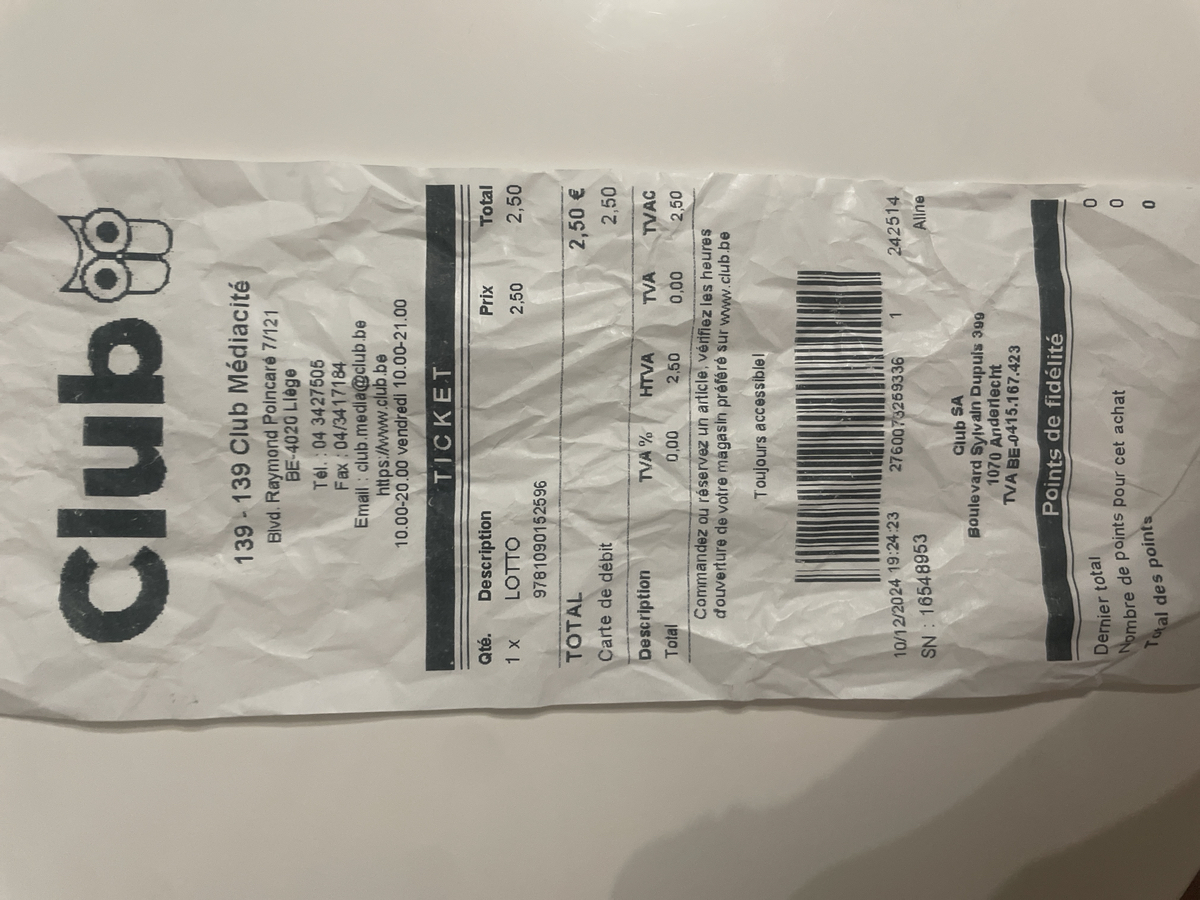 Club
139 - 139 Club Médiacité
Blvd. Raymond Poincaré 7/121
BE-4020 Liège
Tél. : 04 3427505
Fax : 04/3417184
Email : club.media@club.be
https://www.club.be
10.00-20.00 vendredi 10.00-21.00
TICKET
Qté. Description Prix Total
1 x LOTTO 2,50 2,50
9781090152596
TOTAL 2,50 €
Carte de débit 2,50
Description TVA % HTVA TVA TVAC
Total 0,00 2,50 0,00 2,50
Commandez ou réservez un article, vérifiez les heures
d'ouverture de votre magasin préféré sur www.club.be
Toujours accessible!
10/12/2024 19:24:23 2760073269336 1 242514
SN : 16548953 Aline
Club SA
Boulevard Sylvain Dupuis 399
1070 Anderlecht
TVA BE-0415.167.423
Points de fidélité
Dernier total 0
Nombre de points pour cet achat 0
Total des points 0